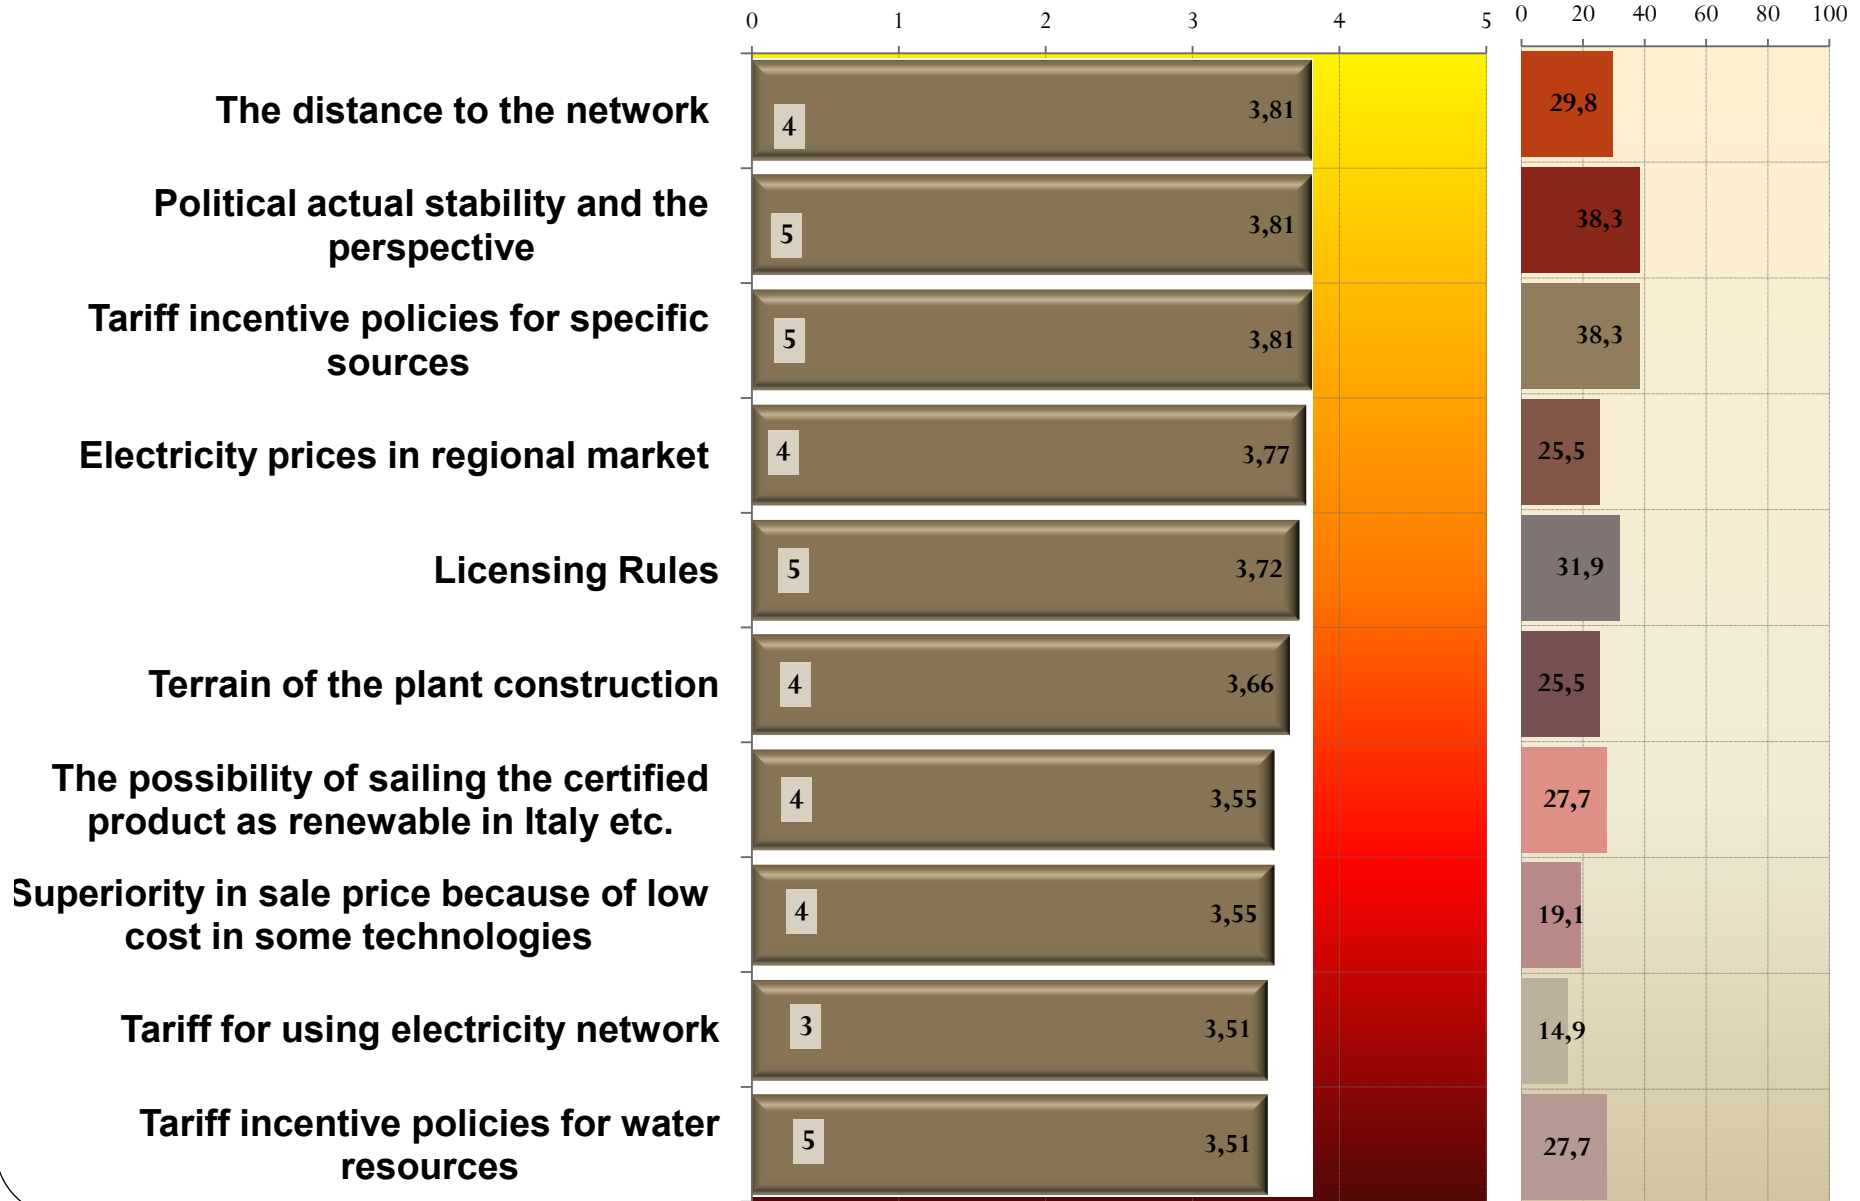 0 1 2 3 4 5 0 20 40 60 80 100
The distance to the network 4 3,81 29,8
Political actual stability and the
perspective
5 3,81 38,3
Tariff incentive policies for specific
sources
5 3,81 38,3
Electricity prices in regional market 4 3,77 25,5
Licensing Rules 5 3,72 31,9
Terrain of the plant construction 4 3,66 25,5
The possibility of sailing the certified
product as renewable in Italy etc.
4 3,55 27,7
Superiority in sale price because of low
cost in some technologies
4 3,55 19,1
Tariff for using electricity network 3 3,51 14,9
Tariff incentive policies for water
resources
5 3,51 27,7